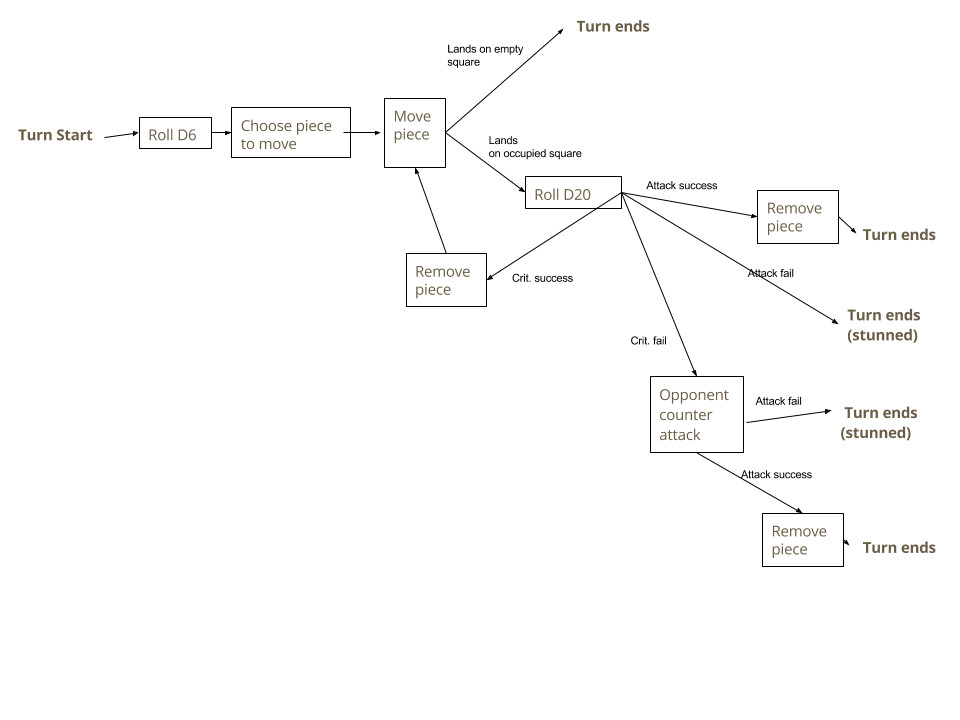 Turn ends
Lands on empty
square
Turn Start
Roll D6
Choose piece
to move
Move
piece
Lands
on occupied square
Roll D20
Attack success
Remove
piece
Turn ends
Remove
piece
Crit. success
Attack fail
Turn ends
(stunned)
Crit. fail
Opponent
counter
attack
Attack fail
Turn ends
(stunned)
Attack success
Remove
piece
Turn ends